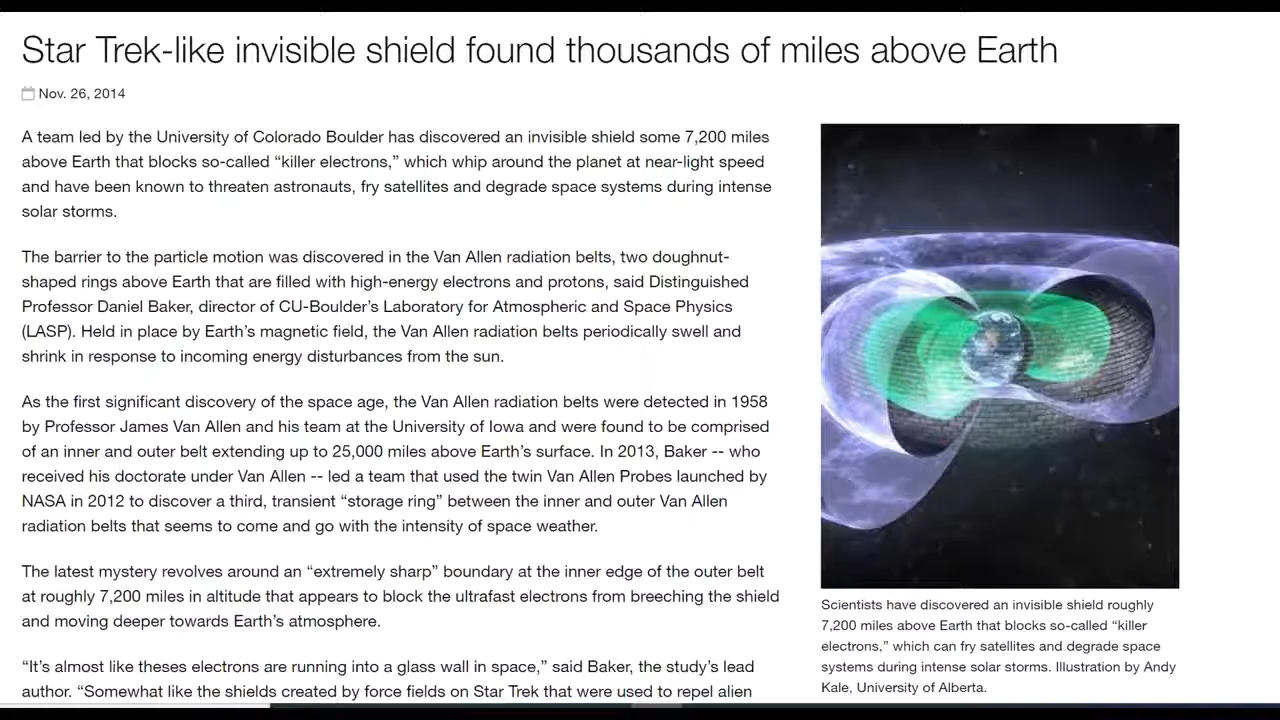 Star Trek-like invisible shield found thousands of miles above Earth
Nov. 26, 2014
A team led by the University of Colorado Boulder has discovered an invisible shield some 7,200 miles
above Earth that blocks so-called “killer electrons,” which whip around the planet at near-light speed
and have been known to threaten astronauts, fry satellites and degrade space systems during intense
solar storms.
The barrier to the particle motion was discovered in the Van Allen radiation belts, two doughnut-
shaped rings above Earth that are filled with high-energy electrons and protons, said Distinguished
Professor Daniel Baker, director of CU-Boulder’s Laboratory for Atmospheric and Space Physics
(LASP). Held in place by Earth’s magnetic field, the Van Allen radiation belts periodically swell and
shrink in response to incoming energy disturbances from the sun.
As the first significant discovery of the space age, the Van Allen radiation belts were detected in 1958
by Professor James Van Allen and his team at the University of Iowa and were found to be comprised
of an inner and outer belt extending up to 25,000 miles above Earth’s surface. In 2013, Baker -- who
received his doctorate under Van Allen -- led a team that used the twin Van Allen Probes launched by
NASA in 2012 to discover a third, transient “storage ring” between the inner and outer Van Allen
radiation belts that seems to come and go with the intensity of space weather.
The latest mystery revolves around an “extremely sharp” boundary at the inner edge of the outer belt
at roughly 7,200 miles in altitude that appears to block the ultrafast electrons from breeching the shield
and moving deeper towards Earth’s atmosphere.
“It’s almost like theses electrons are running into a glass wall in space,” said Baker, the study’s lead
author. “Somewhat like the shields created by force fields on Star Trek that were used to repel alien
Scientists have discovered an invisible shield roughly
7,200 miles above Earth that blocks so-called “killer
electrons,” which can fry satellites and degrade space
systems during intense solar storms. Illustration by Andy
Kale, University of Alberta.